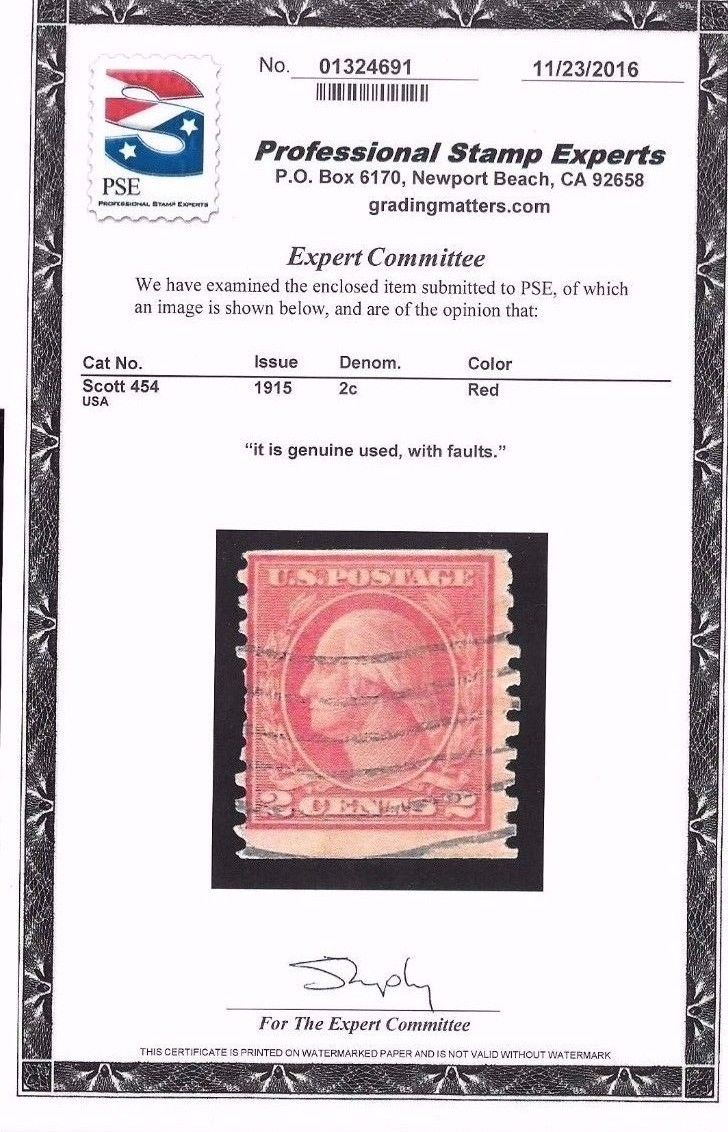 No. 01324691 11/23/2016
PSE
PROFESSIONAL STAMP EXPERTS
Professional Stamp Experts
P.O. Box 6170, Newport Beach, CA 92658
gradingmatters.com
Expert Committee
We have examined the enclosed item submitted to PSE, of which
an image is shown below, and are of the opinion that:
Cat No. Issue Denom. Color
Scott 454 1915 2c Red
USA
“it is genuine used, with faults.”
U.S. POSTAGE
2 CENTS 2
For The Expert Committee
THIS CERTIFICATE IS PRINTED ON WATERMARKED PAPER AND IS NOT VALID WITHOUT WATERMARK